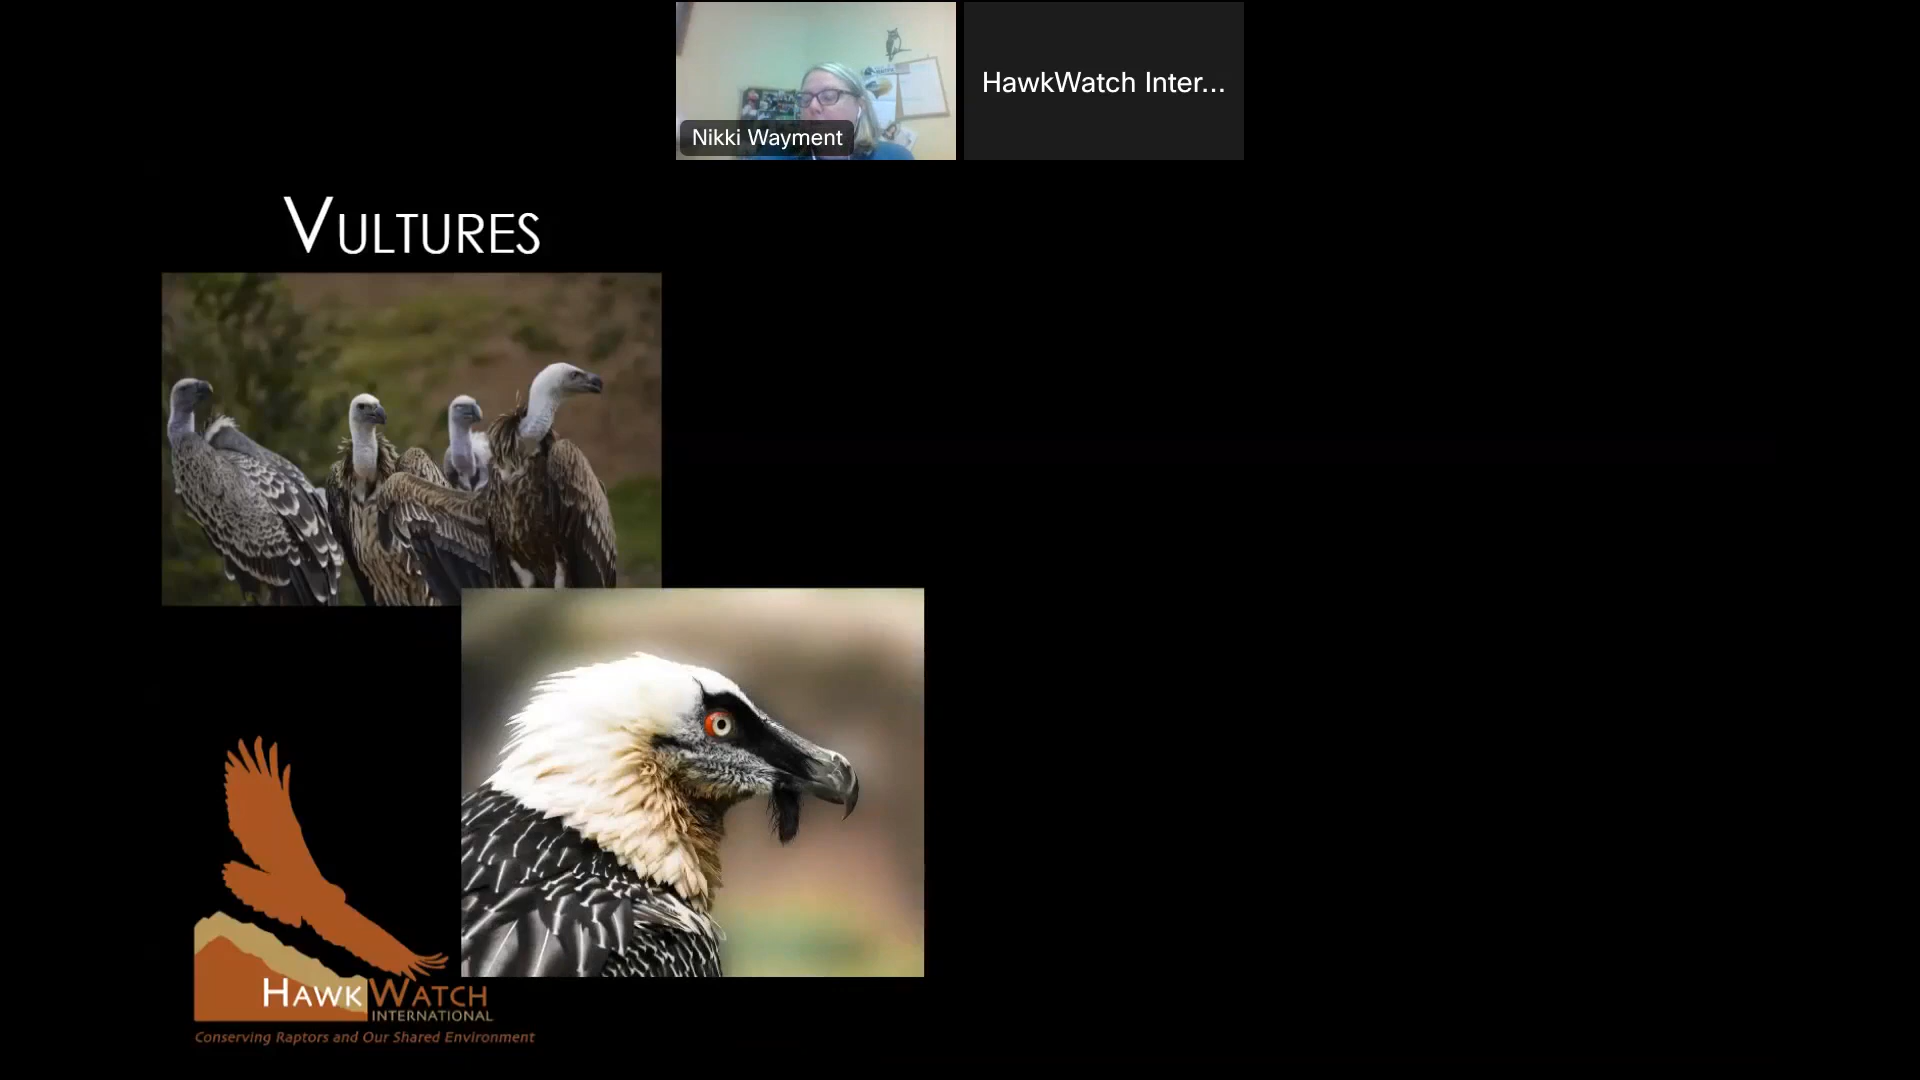 Nikki Wayment
HawkWatch Inter...
VULTURES
HAWKWATCH
INTERNATIONAL
Conserving Raptors and Our Shared Environment